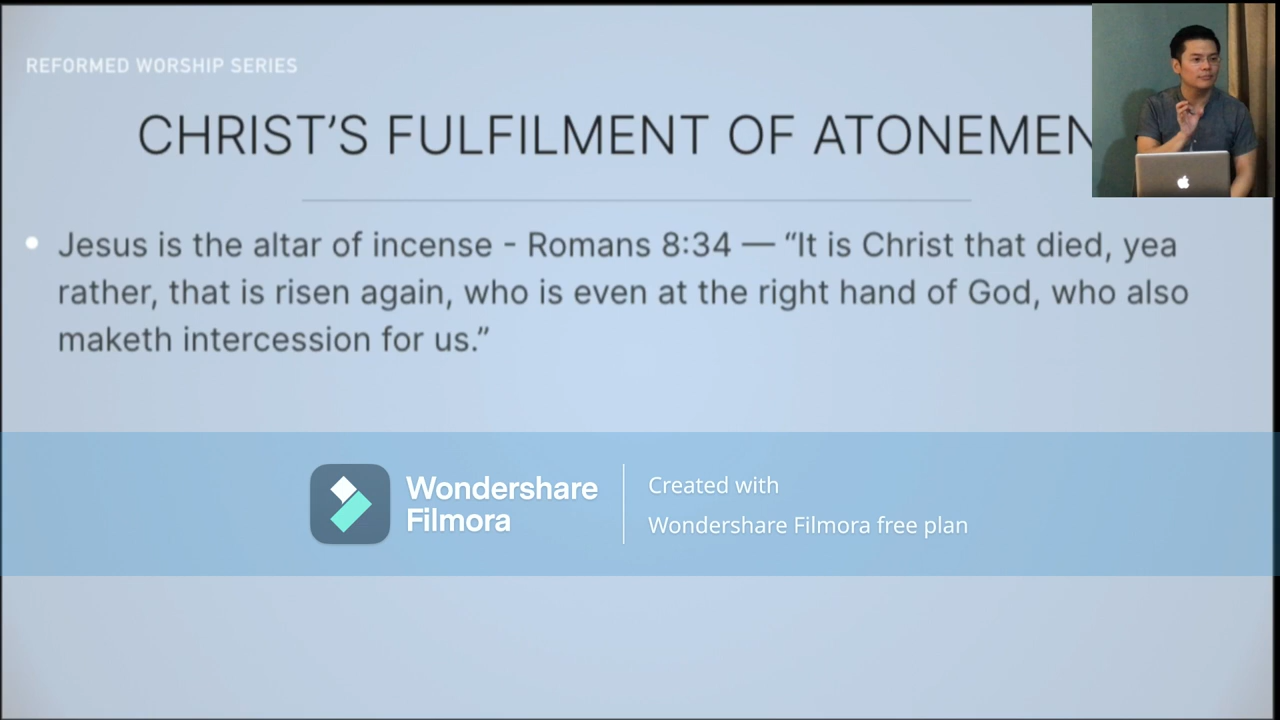 REFORMED WORSHIP SERIES
CHRIST’S FULFILMENT OF ATONEMEN
Jesus is the altar of incense - Romans 8:34 — “It is Christ that died, yea
rather, that is risen again, who is even at the right hand of God, who also
maketh intercession for us.”
Wondershare
Filmora
Created with
Wondershare Filmora free plan